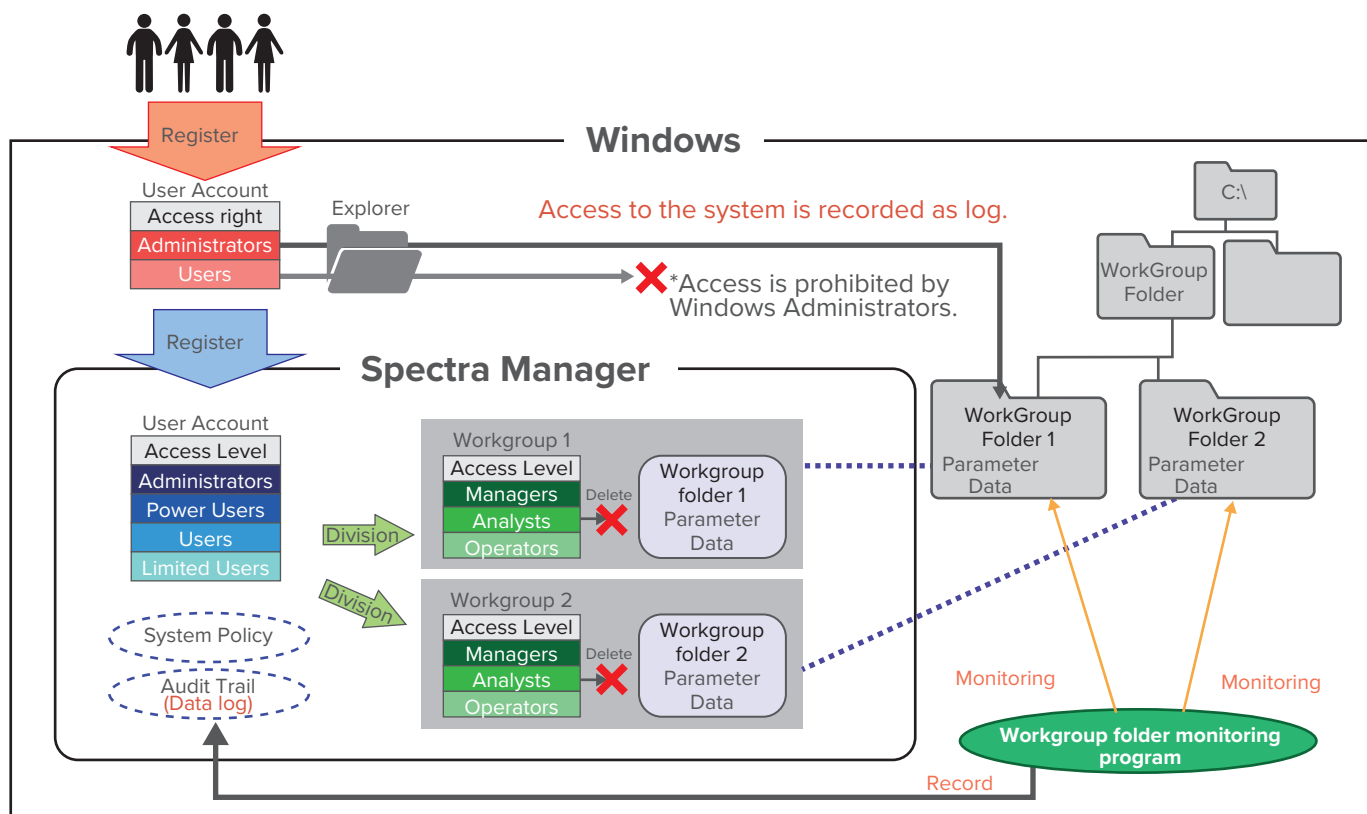 Register
Windows
User Account
Access right
Administrators
Users
Explorer
Access to the system is recorded as log.
*Access is prohibited by
Windows Administrators.
C:\
WorkGroup
Folder
Register
Spectra Manager
User Account
Access Level
Administrators
Power Users
Users
Limited Users
System Policy
Audit Trail
(Data log)
Division
Division
Workgroup 1
Access Level
Managers
Analysts
Operators
Delete
Workgroup
folder 1
Parameter
Data
Workgroup 2
Access Level
Managers
Analysts
Operators
Delete
Workgroup
folder 2
Parameter
Data
WorkGroup
Folder 1
Parameter
Data
WorkGroup
Folder 2
Parameter
Data
Monitoring
Monitoring
Workgroup folder monitoring
program
Record